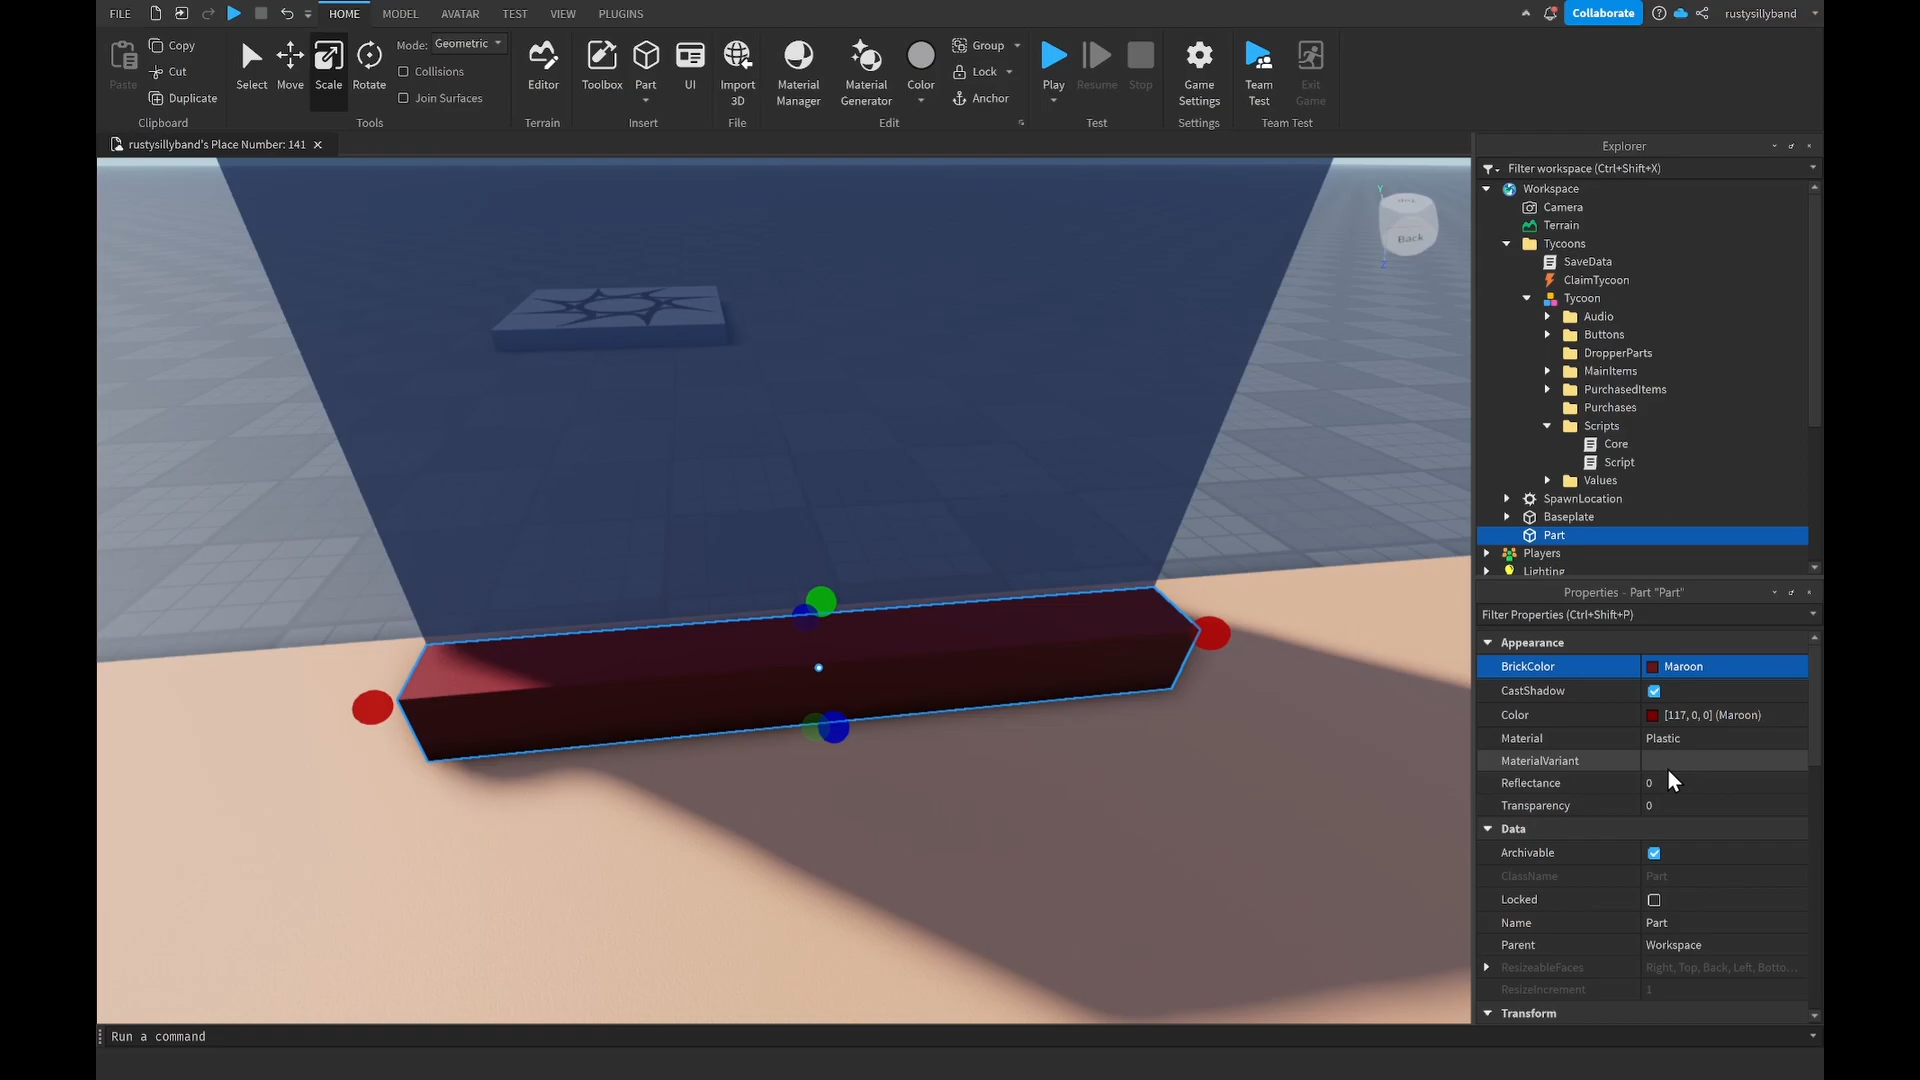 FILE
HOME
MODEL
AVATAR
TEST
VIEW
PLUGINS
Collaborate
rustysillyband
Paste
Copy
Cut
Duplicate
Clipboard
Select
Move
Scale
Rotate
Mode: Geometric
Collisions
Join Surfaces
Tools
Editor
Terrain
Toolbox
Part
UI
Insert
Import
3D
File
Material
Manager
Material
Generator
Color
Group
Lock
Anchor
Edit
Play
Resume
Stop
Test
Game
Settings
Settings
Team
Test
Exit
Game
Team Test
rustysillyband's Place Number: 141
Y
Top
Back
Z
Explorer
Filter workspace (Ctrl+Shift+X)
Workspace
Camera
Terrain
Tycoons
SaveData
ClaimTycoon
Tycoon
Audio
Buttons
DropperParts
MainItems
PurchasedItems
Purchases
Scripts
Core
Script
Values
SpawnLocation
Baseplate
Part
Players
Lighting
Properties - Part "Part"
Filter Properties (Ctrl+Shift+P)
Appearance
BrickColor Maroon
CastShadow
Color [117, 0, 0] (Maroon)
Material Plastic
MaterialVariant
Reflectance 0
Transparency 0
Data
Archivable
ClassName Part
Locked
Name Part
Parent Workspace
ResizeableFaces Right, Top, Back, Left, Botto...
ResizeIncrement 1
Transform
Run a command